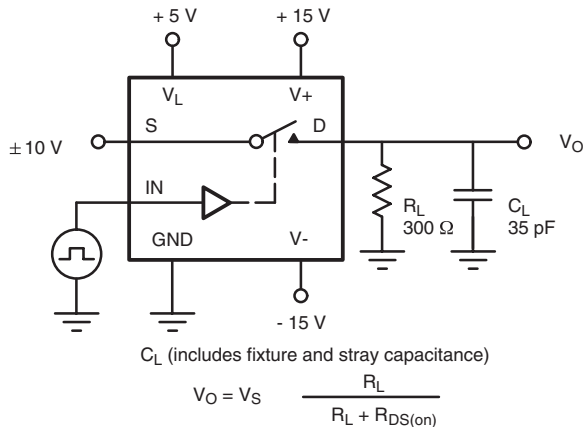 + 5 V
+ 15 V
V_L
V+
S
D
± 10 V
V_O
IN
R_L
300 Ω
C_L
35 pF
GND
V-
- 15 V
C_L (includes fixture and stray capacitance)
V_O = V_S R_L / R_L + R_DS(on)